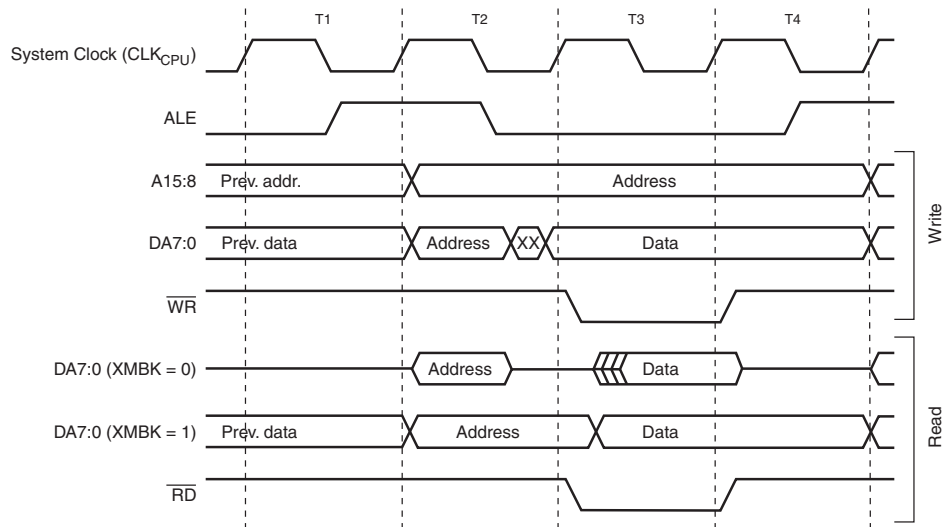 T1 T2 T3 T4
System Clock (CLKCPU)
ALE
A15:8 Prev. addr. Address
DA7:0 Prev. data Address XX Data
WR
Write
DA7:0 (XMBK = 0) Address Data
DA7:0 (XMBK = 1) Prev. data Address Data
RD
Read